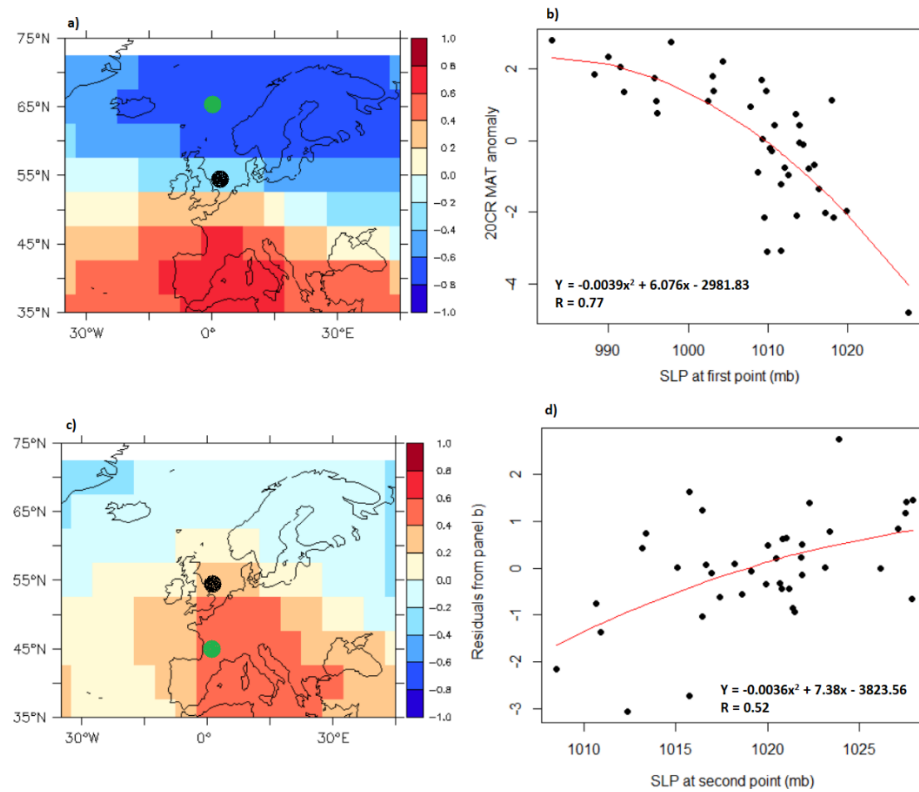 a)
75°N
65°N
55°N
45°N
35°N
30°W
0°
30°E
1.0
0.8
0.6
0.4
0.2
0.0
−0.2
−0.4
−0.6
−0.8
−1.0
b)
20CR MAT anomaly
2
0
-2
-4
Y = -0.0039x² + 6.076x - 2981.83
R = 0.77
990
1000
1010
1020
SLP at first point (mb)
c)
75°N
65°N
55°N
45°N
35°N
30°W
0°
30°E
1.0
0.8
0.6
0.4
0.2
0.0
−0.2
−0.4
−0.6
−0.8
−1.0
d)
Residuals from panel b)
2
1
0
-1
-2
-3
Y = -0.0036x² + 7.38x - 3823.56
R = 0.52
1010
1015
1020
1025
SLP at second point (mb)